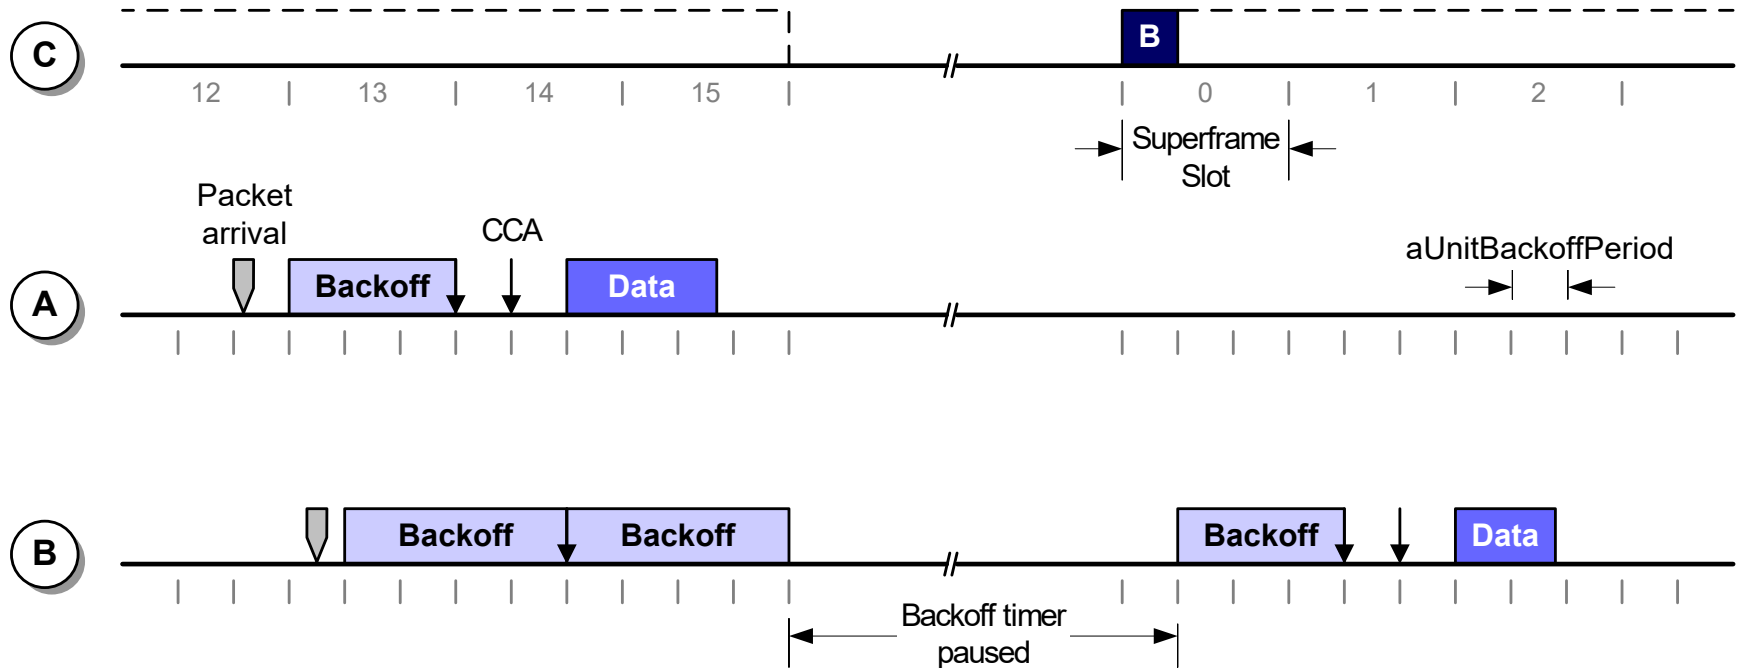 C
B
12 | 13 | 14 | 15 | | 0 | 1 | 2 |
Superframe
Slot
Packet
arrival
CCA
aUnitBackoffPeriod
A
Backoff
Data
B
Backoff
Backoff
Backoff
Data
Backoff timer
paused